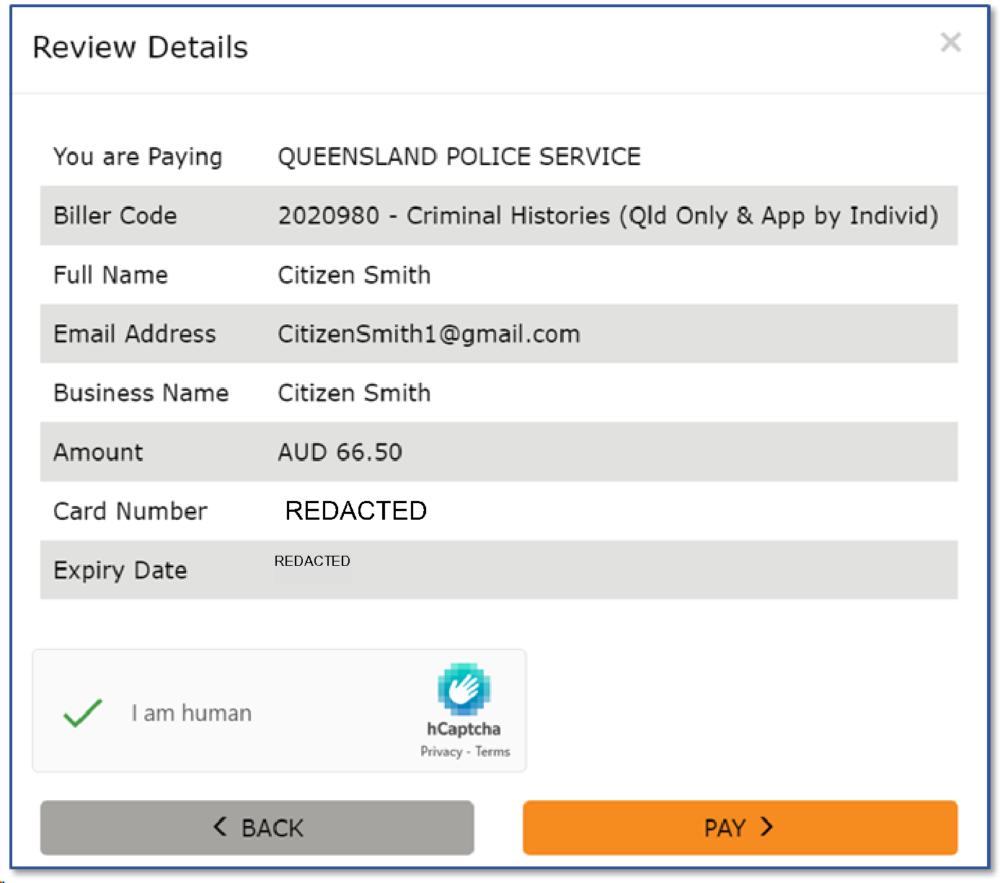 Review Details
You are Paying QUEENSLAND POLICE SERVICE
Biller Code 2020980 - Criminal Histories (Qld Only & App by Individ)
Full Name Citizen Smith
Email Address CitizenSmith1@gmail.com
Business Name Citizen Smith
Amount AUD 66.50
Card Number REDACTED
Expiry Date REDACTED
I am human
hCaptcha
Privacy - Terms
BACK
PAY